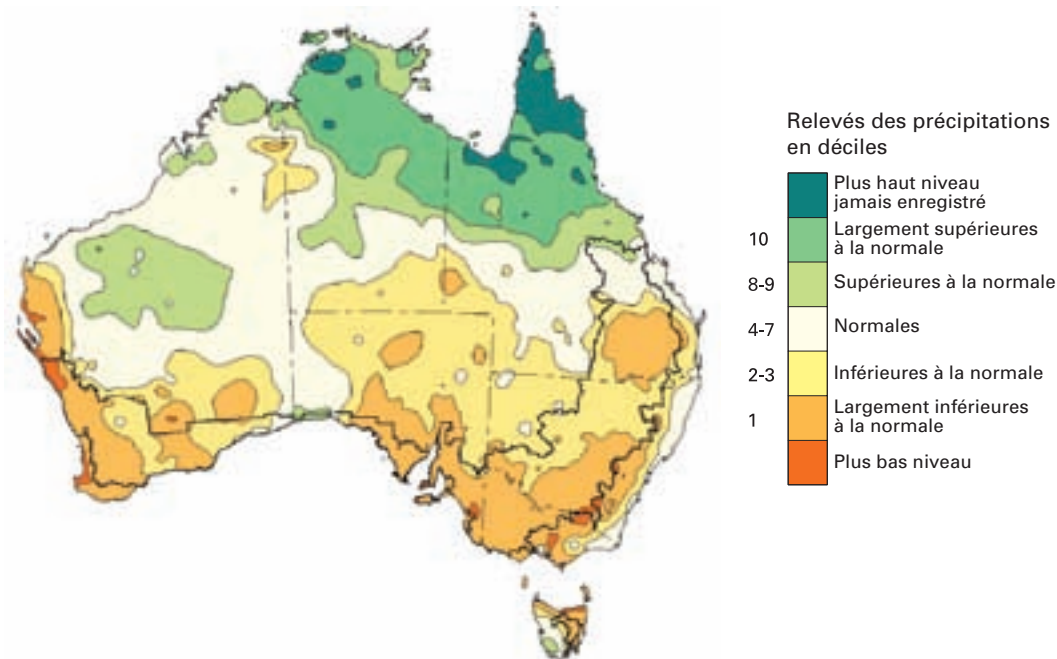 Relevés des précipitations
en déciles
Plus haut niveau
jamais enregistré
10
Largement supérieures
à la normale
8-9
Supérieures à la normale
4-7
Normales
2-3
Inférieures à la normale
1
Largement inférieures
à la normale
Plus bas niveau